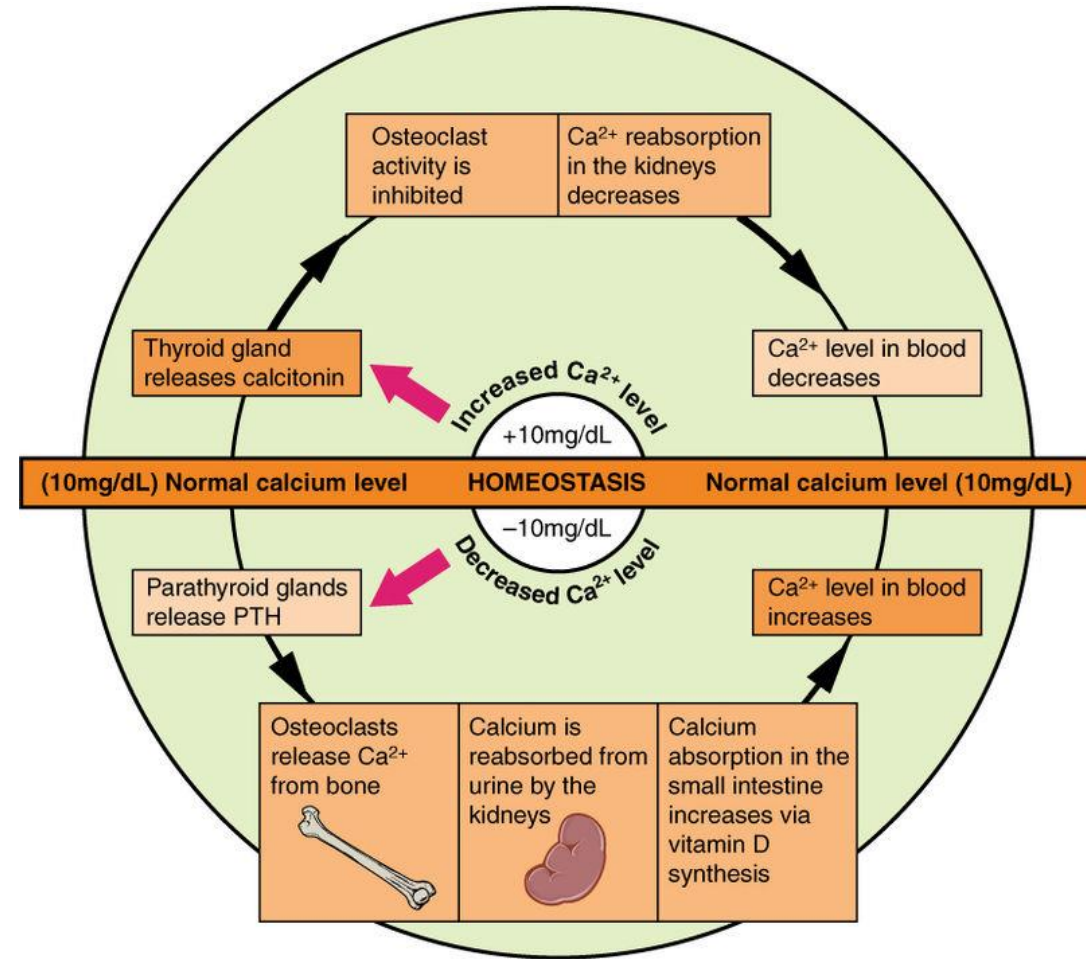 Osteoclast
activity is
inhibited
Ca²⁺ reabsorption
in the kidneys
decreases
Thyroid gland
releases calcitonin
Increased Ca²⁺ level
+10mg/dL
Ca²⁺ level in blood
decreases
(10mg/dL) Normal calcium level HOMEOSTASIS Normal calcium level (10mg/dL)
–10mg/dL
Decreased Ca²⁺ level
Parathyroid glands
release PTH
Ca²⁺ level in blood
increases
Osteoclasts
release Ca²⁺
from bone
Calcium is
reabsorbed from
urine by the
kidneys
Calcium
absorption in the
small intestine
increases via
vitamin D
synthesis